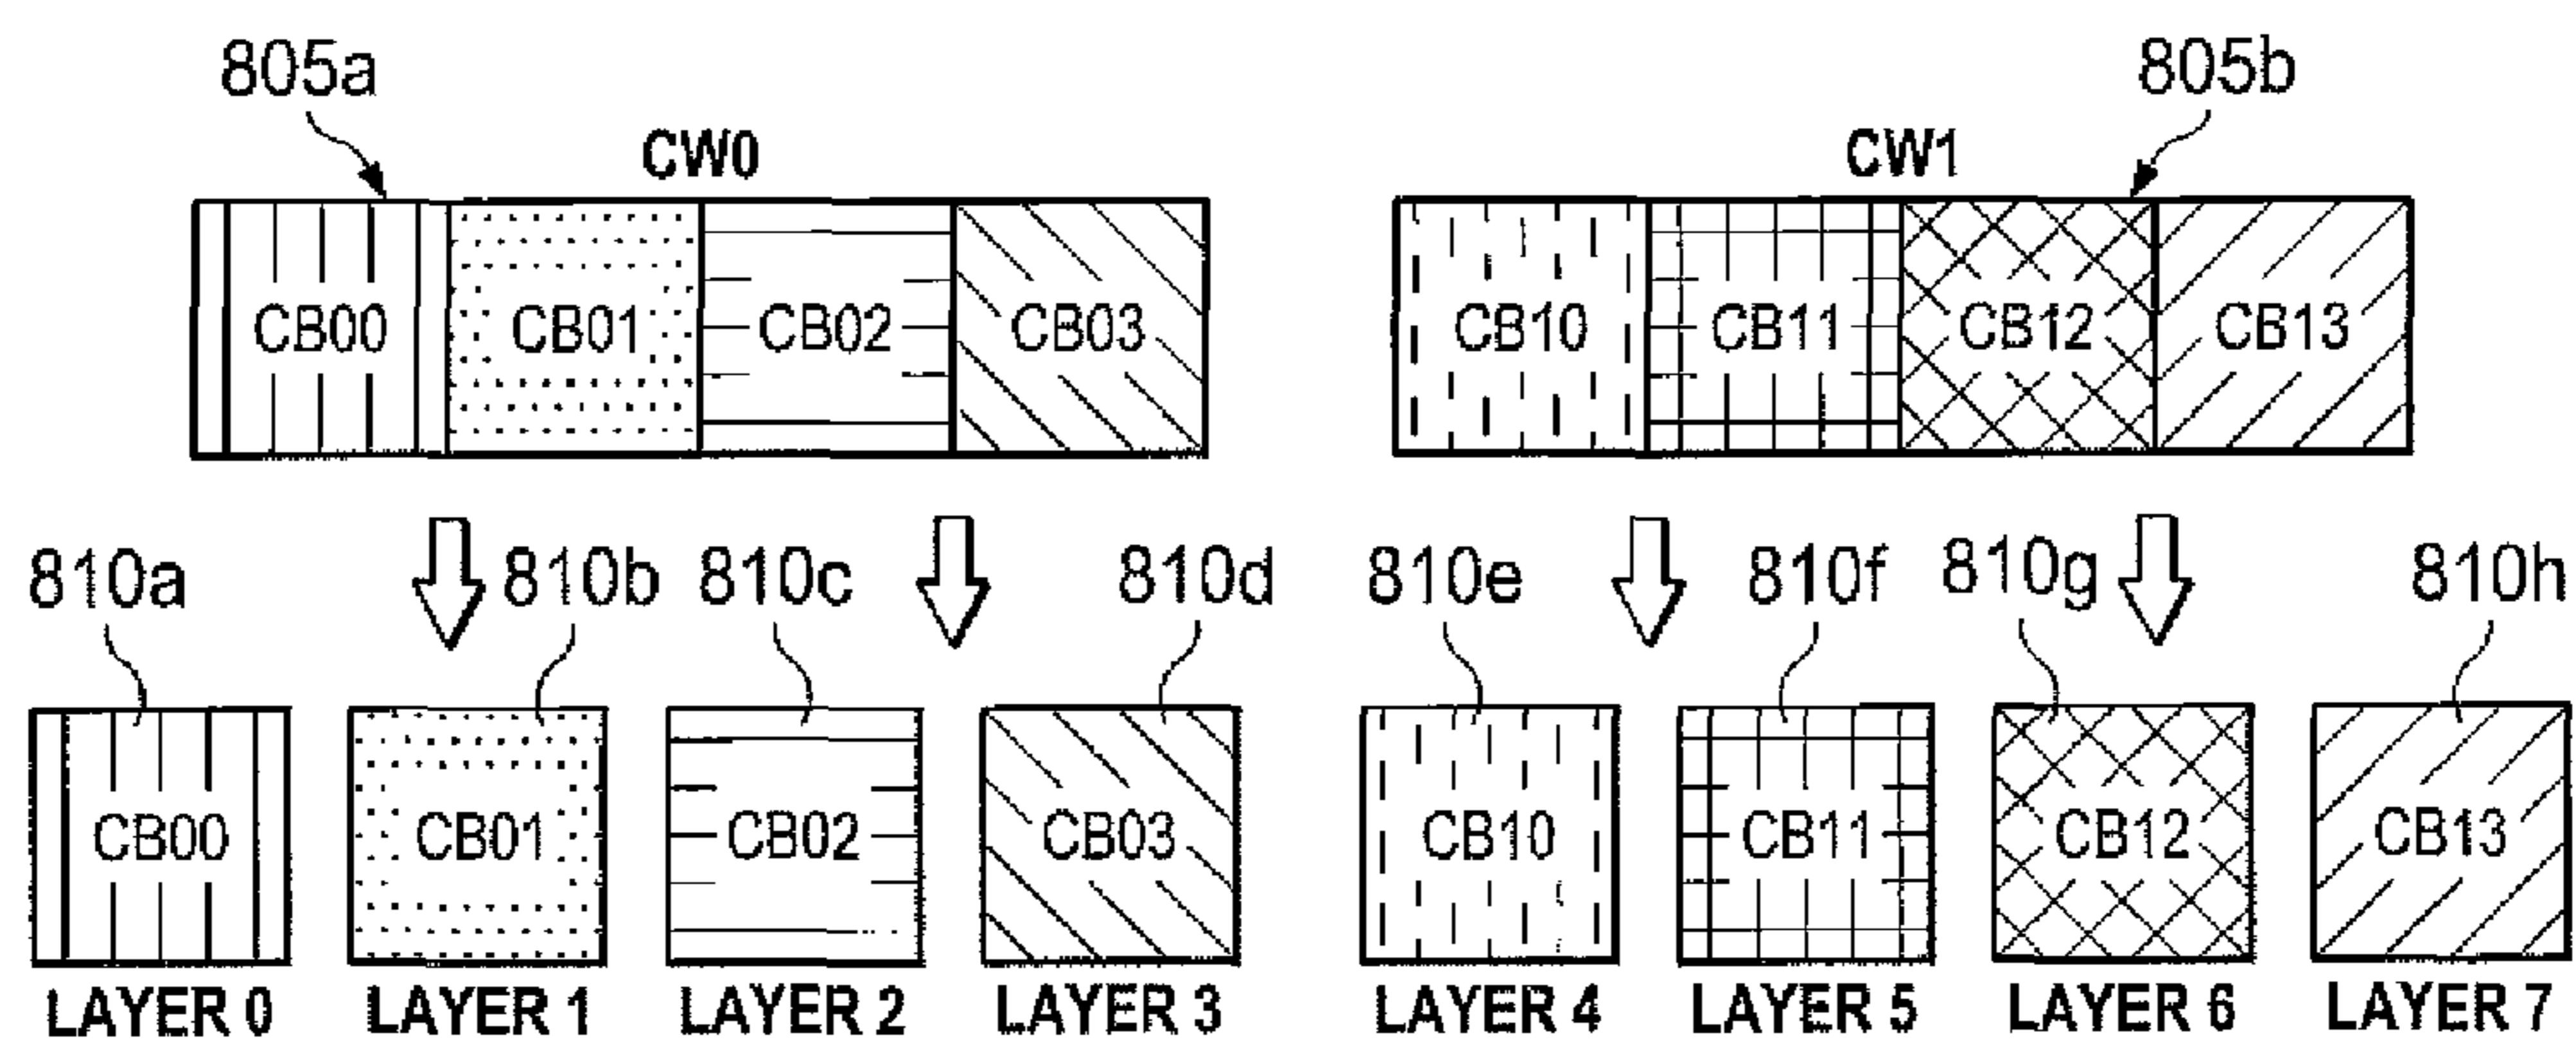 805a 805b
CW0 CW1
CB00 CB01 CB02 CB03 CB10 CB11 CB12 CB13
810a 810b 810c 810d 810e 810f 810g 810h
CB00 CB01 CB02 CB03 CB10 CB11 CB12 CB13
LAYER 0 LAYER 1 LAYER 2 LAYER 3 LAYER 4 LAYER 5 LAYER 6 LAYER 7